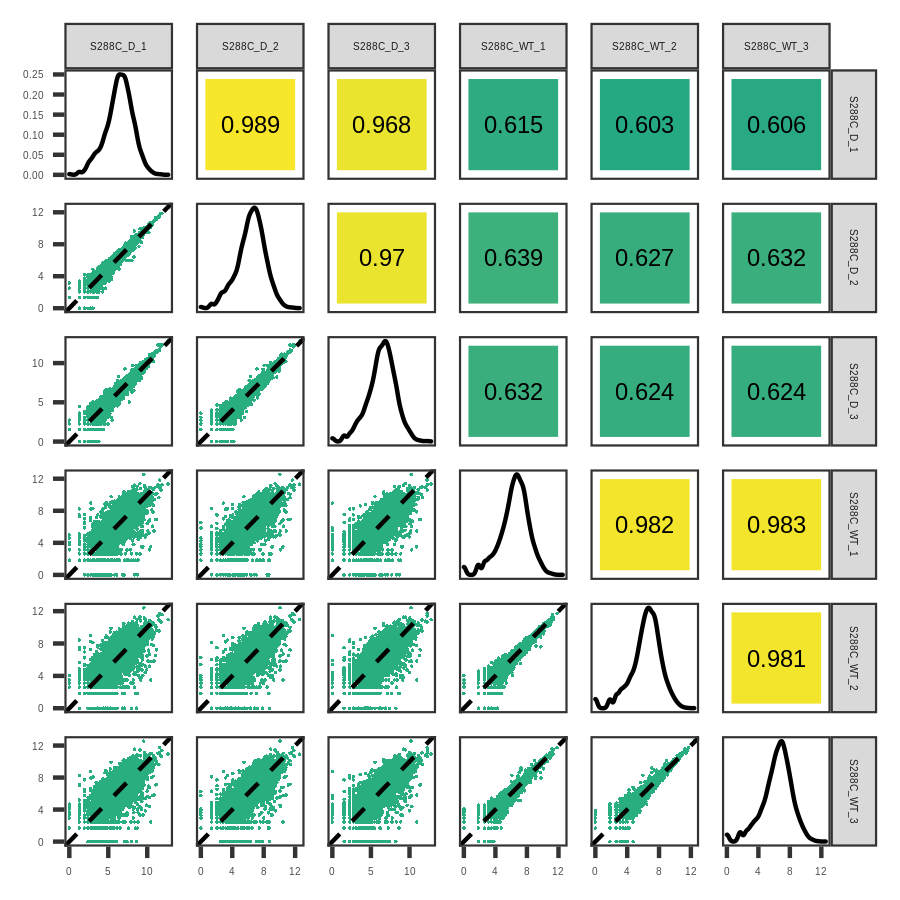 S288C_D_1 S288C_D_2 S288C_D_3 S288C_WT_1 S288C_WT_2 S288C_WT_3
0.25
0.20
0.15
0.10
0.05
0.00
0.989 0.968 0.615 0.603 0.606
S288C_D_1
12
8
4
0
0.97 0.639 0.627 0.632
S288C_D_2
10
5
0
0.632 0.624 0.624
S288C_D_3
12
8
4
0
0.982 0.983
S288C_WT_1
12
8
4
0
0.981
S288C_WT_2
12
8
4
0
S288C_WT_3
0 5 10 0 4 8 12 0 5 10 0 4 8 12 0 4 8 12 0 4 8 12